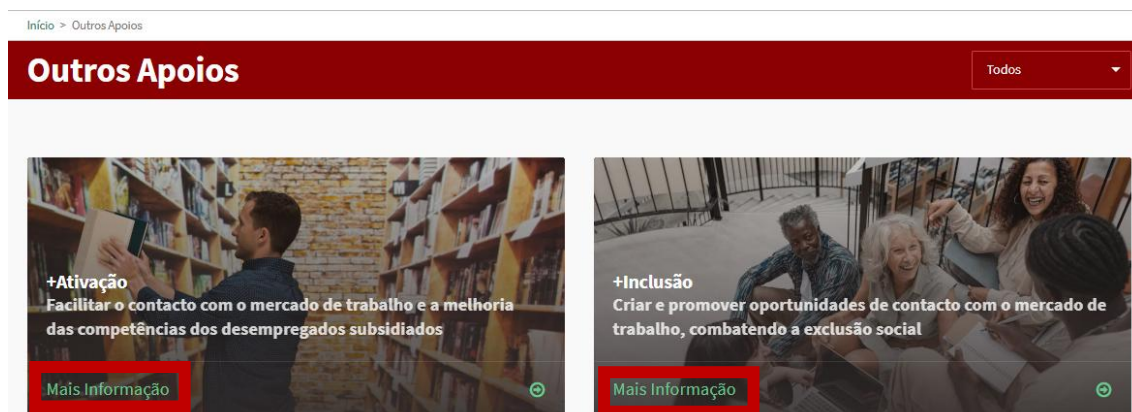 Início > Outros Apoios
Outros Apoios
Todos
+Ativação
Facilitar o contacto com o mercado de trabalho e a melhoria
das competências dos desempregados subsidiados
Mais Informação
+Inclusão
Criar e promover oportunidades de contacto com o mercado de
trabalho, combatendo a exclusão social
Mais Informação